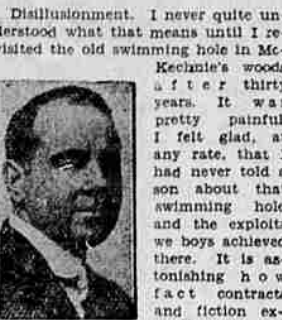 Disillusionment. I never quite un-
derstood what that means until I re-
visited the old swimming hole in Mc-
Kechnie's woods
after thirty
years. It was
pretty painful
I felt glad, at
any rate, that I
had never told a
son about that
swimming hole
and the exploits
we boys achieved
there. It is as-
tonishing how
fact contracts
and fiction ex-